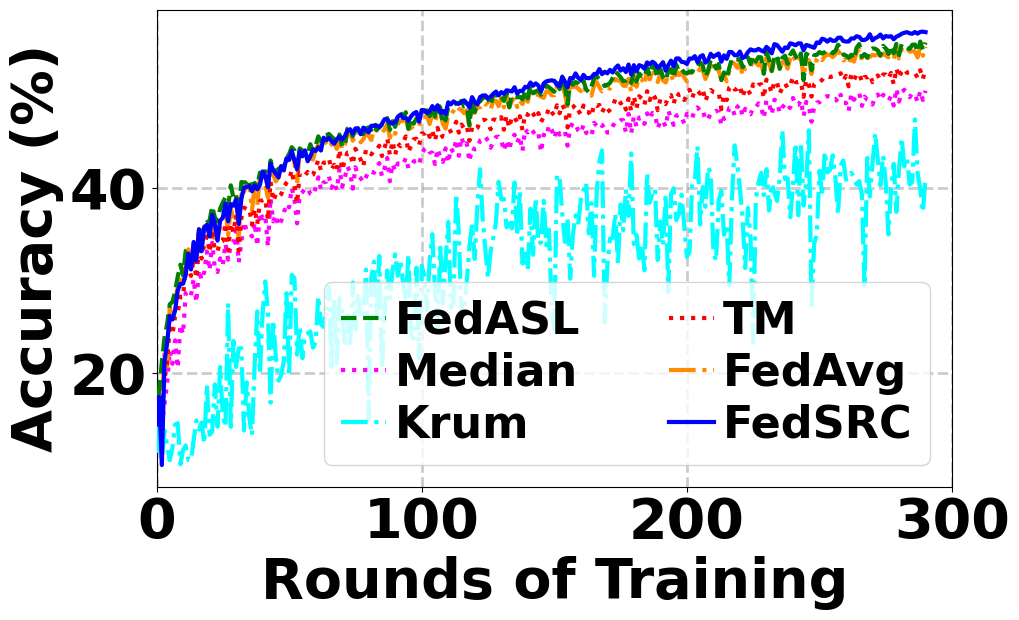 Accuracy (%)
40
20
FedASL
Median
Krum
TM
FedAvg
FedSRC
0 100 200 300
Rounds of Training